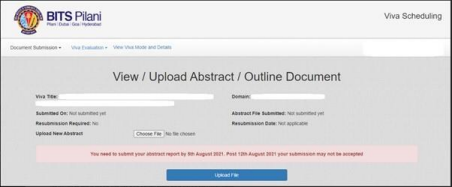 BITS Pilani
Pilani | Dubai | Goa | Hyderabad
Viva Scheduling
Document Submission
Viva Evaluation
View Viva Mode and Details
View / Upload Abstract / Outline Document
Viva Title:
Domain:
Submitted On: Not submitted yet
Abstract File Submitted: Not submitted yet
Resubmission Required: No
Resubmission Date: Not applicable
Upload New Abstract
Choose File No file chosen
You need to submit your abstract report by 9th August 2021. Post 13th August 2021 your submission may not be accepted
Upload File